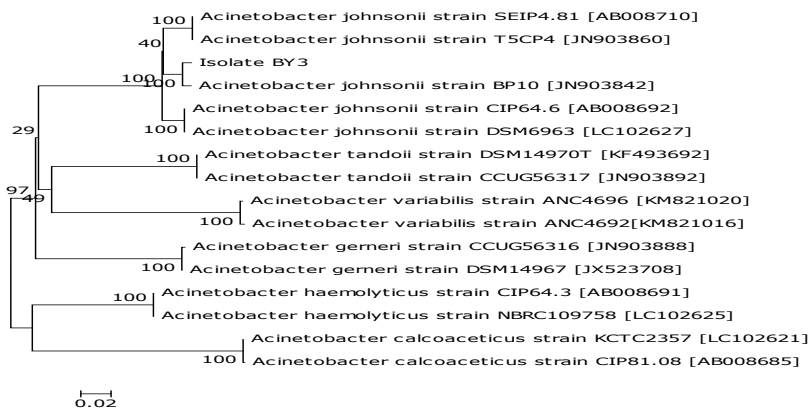 100 Acinetobacter johnsonii strain SEIP4.81 [AB008710]
Acinetobacter johnsonii strain T5CP4 [JN903860]
40
Isolate BY3
100 100 Acinetobacter johnsonii strain BP10 [JN903842]
Acinetobacter johnsonii strain CIP64.6 [AB008692]
100 Acinetobacter johnsonii strain DSM6963 [LC102627]
29
100 Acinetobacter tandoii strain DSM14970T [KF493692]
Acinetobacter tandoii strain CCUG56317 [JN903892]
97
49 Acinetobacter variabilis strain ANC4696 [KM821020]
100 Acinetobacter variabilis strain ANC4692[KM821016]
Acinetobacter gerneri strain CCUG56316 [JN903888]
100 Acinetobacter gerneri strain DSM14967 [JX523708]
100 Acinetobacter haemolyticus strain CIP64.3 [AB008691]
Acinetobacter haemolyticus strain NBRC109758 [LC102625]
Acinetobacter calcoaceticus strain KCTC2357 [LC102621]
100 Acinetobacter calcoaceticus strain CIP81.08 [AB008685]
0.02